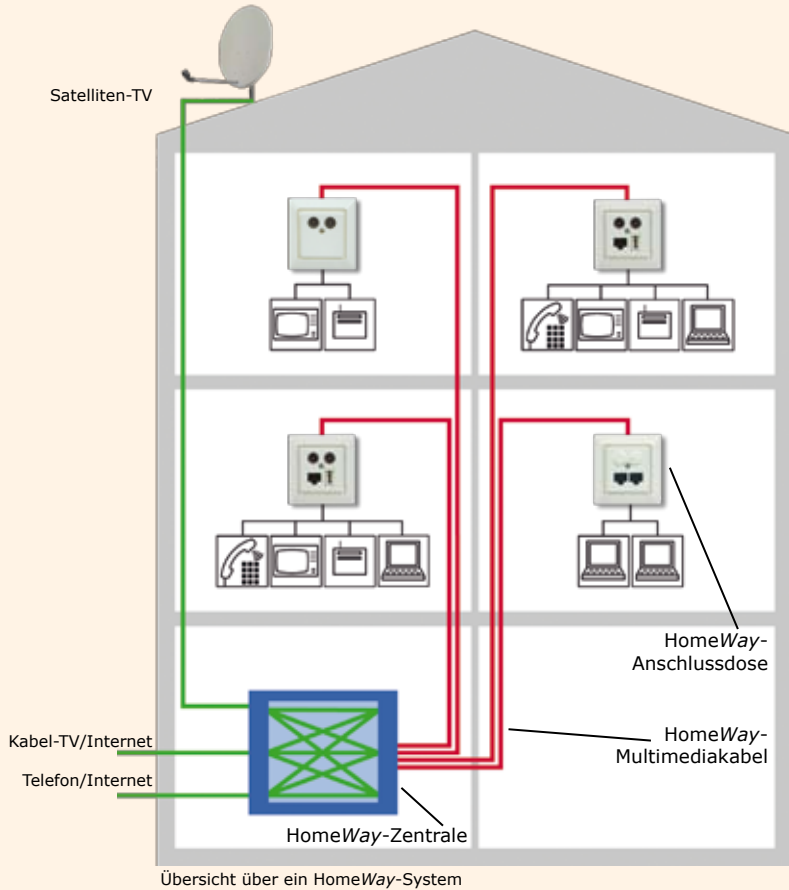 Satelliten-TV
HomeWay-
Anschlussdose
Kabel-TV/Internet
HomeWay-
Multimediakabel
Telefon/Internet
HomeWay-Zentrale
Übersicht über ein HomeWay-System